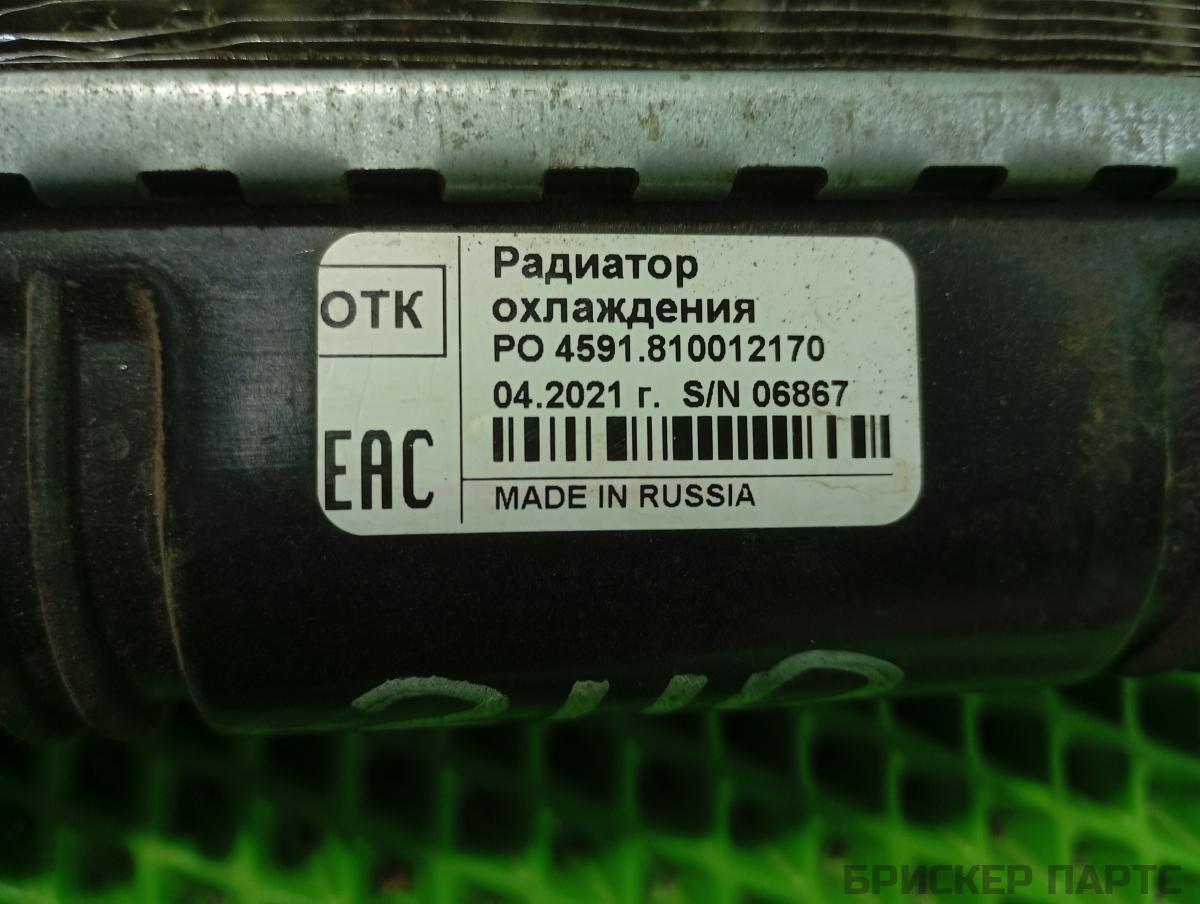 ОТК
EAC
Радиатор
охлаждения
РО 4591.810012170
04.2021 г. S/N 06867
MADE IN RUSSIA
БРИСКЕР ПАРТС